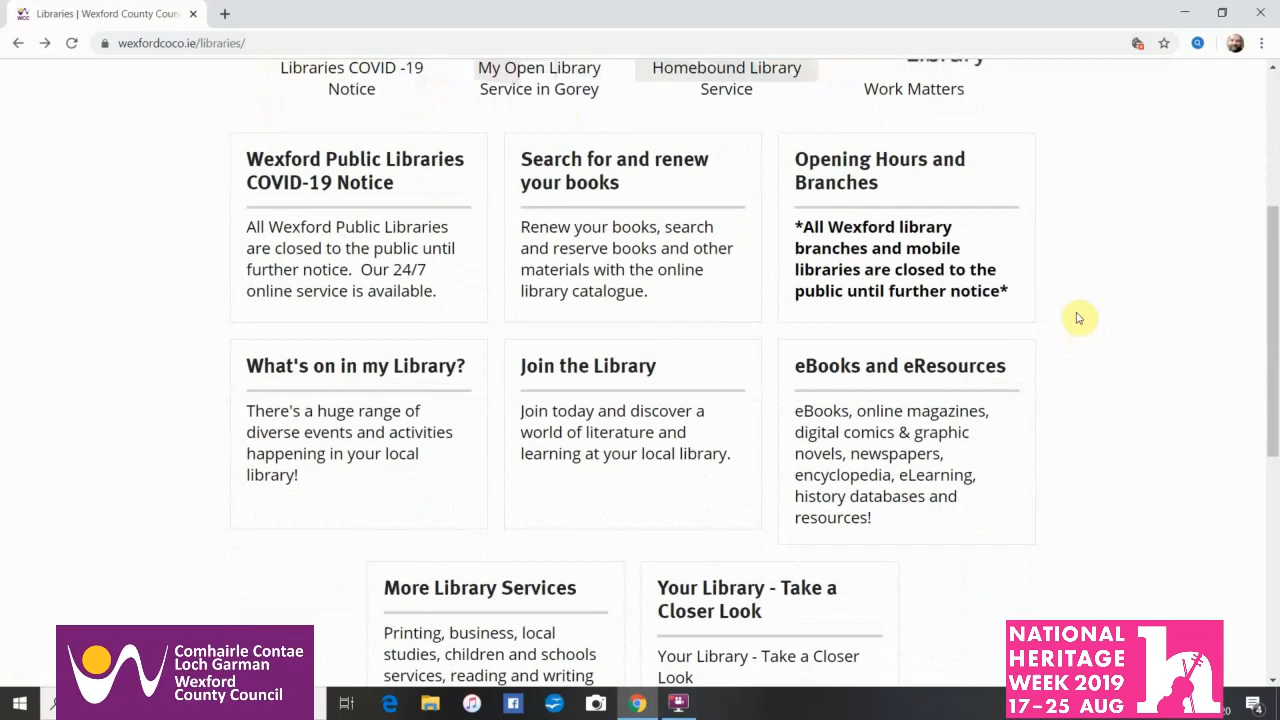 Libraries | Wexford County Coun
wexfordcoco.ie/libraries/
Library
Libraries COVID -19
Notice
My Open Library
Service in Gorey
Homebound Library
Service
Work Matters
Wexford Public Libraries
COVID-19 Notice
All Wexford Public Libraries
are closed to the public until
further notice. Our 24/7
online service is available.
Search for and renew
your books
Renew your books, search
and reserve books and other
materials with the online
library catalogue.
Opening Hours and
Branches
*All Wexford library
branches and mobile
libraries are closed to the
public until further notice*
What's on in my Library?
There's a huge range of
diverse events and activities
happening in your local
library!
Join the Library
Join today and discover a
world of literature and
learning at your local library.
eBooks and eResources
eBooks, online magazines,
digital comics & graphic
novels, newspapers,
encyclopedia, eLearning,
history databases and
resources!
More Library Services
Printing, business, local
studies, children and schools
services, reading and writing
Your Library - Take a
Closer Look
Your Library - Take a Closer
Look
Comhairle Contae
Loch Garman
Wexford
County Council
NATIONAL
HERITAGE
WEEK 2019
17-25 AUG
20
4